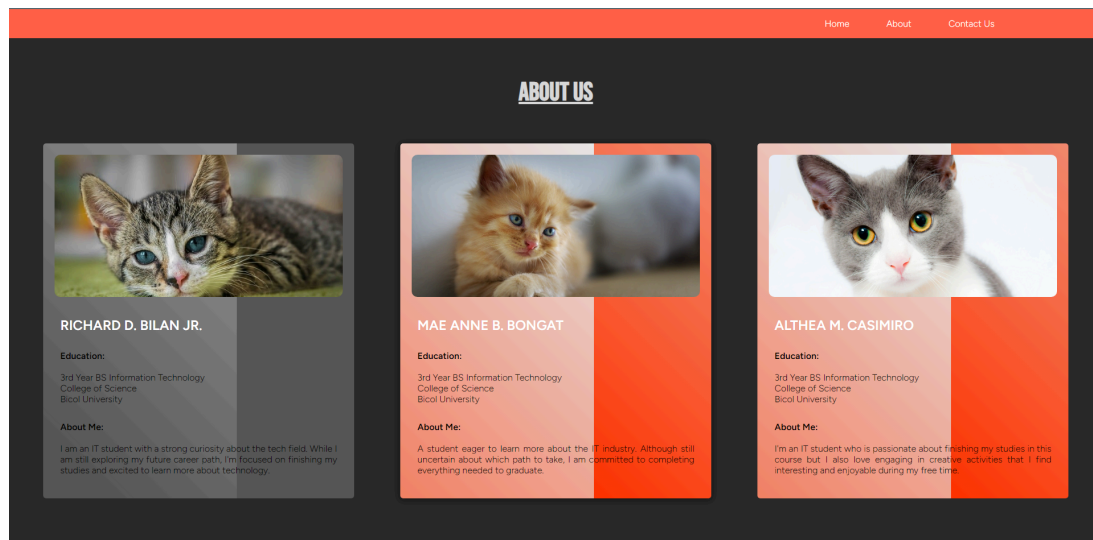 Home About Contact Us
ABOUT US
RICHARD D. BILAN JR.
Education:
3rd Year BS Information Technology
College of Science
Bicol University
About Me:
I am an IT student with a strong curiosity about the tech field. While I
am still exploring my future career path, I'm focused on finishing my
studies and excited to learn more about technology.
MAE ANNE B. BONGAT
Education:
3rd Year BS Information Technology
College of Science
Bicol University
About Me:
A student eager to learn more about the IT industry. Although still
uncertain about which path to take, I am committed to completing
everything needed to graduate.
ALTHEA M. CASIMIRO
Education:
3rd Year BS Information Technology
College of Science
Bicol University
About Me:
I'm an IT student who is passionate about finishing my studies in this
course but I also love engaging in creative activities that I find
interesting and enjoyable during my free time.